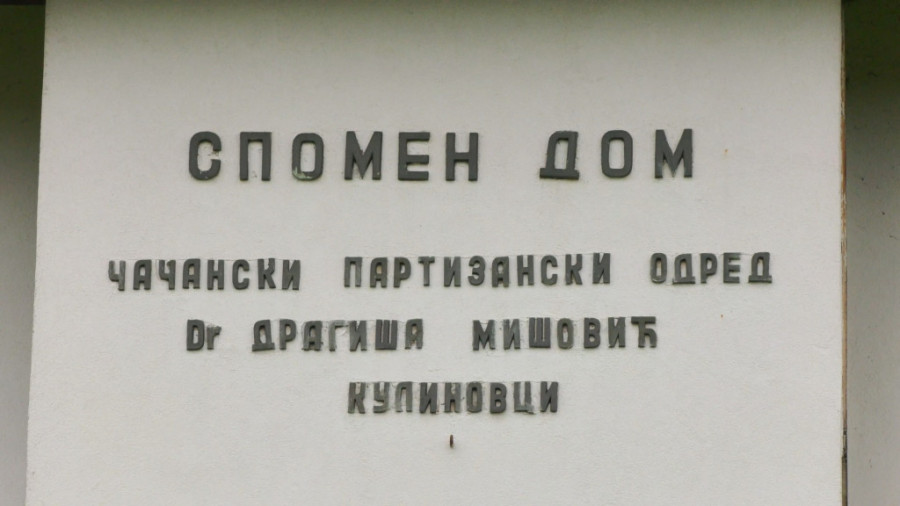 СПОМЕН ДОМ
ЧАЧАНСКИ ПАРТИЗАНСКИ ОДРЕД
Dr ДРАГИША МИШОВИЋ
КУЛИНОВЦИ